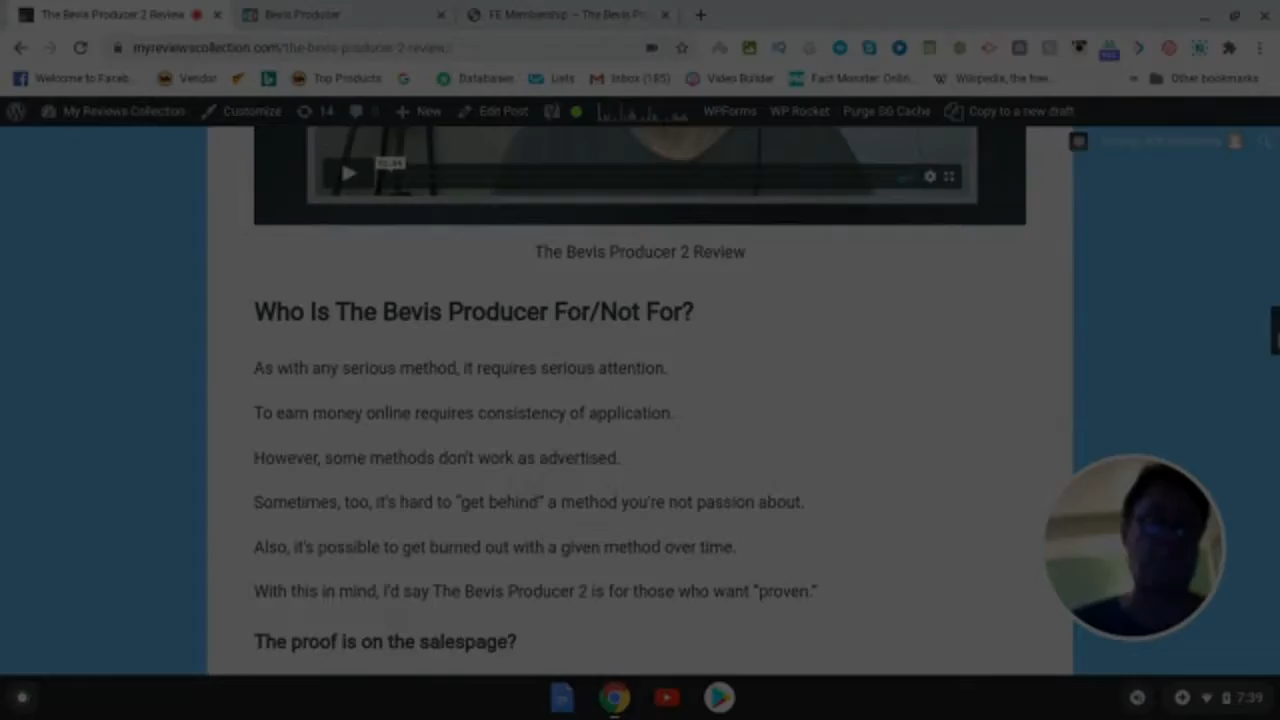 The Bevis Producer 2 Review
Bevis Producer
FE Membership – The Bevis Pr
myreviewscollection.com/the-bevis-producer-2-review/
Welcome to Faceb...
Vendor
Top Products
Databases
Lists
Inbox (185)
Video Builder
Fact Monster: Onlin...
Wikipedia, the free...
»
Other bookmarks
My Reviews Collection
Customize
14
0
New
Edit Post
WPForms
WP Rocket
Purge SG Cache
Copy to a new draft
The Bevis Producer 2 Review
Who Is The Bevis Producer For/Not For?
As with any serious method, it requires serious attention.
To earn money online requires consistency of application.
However, some methods don't work as advertised.
Sometimes, too, it's hard to "get behind" a method you're not passion about.
Also, it's possible to get burned out with a given method over time.
With this in mind, i'd say The Bevis Producer 2 is for those who want "proven."
The proof is on the salespage?
7:39